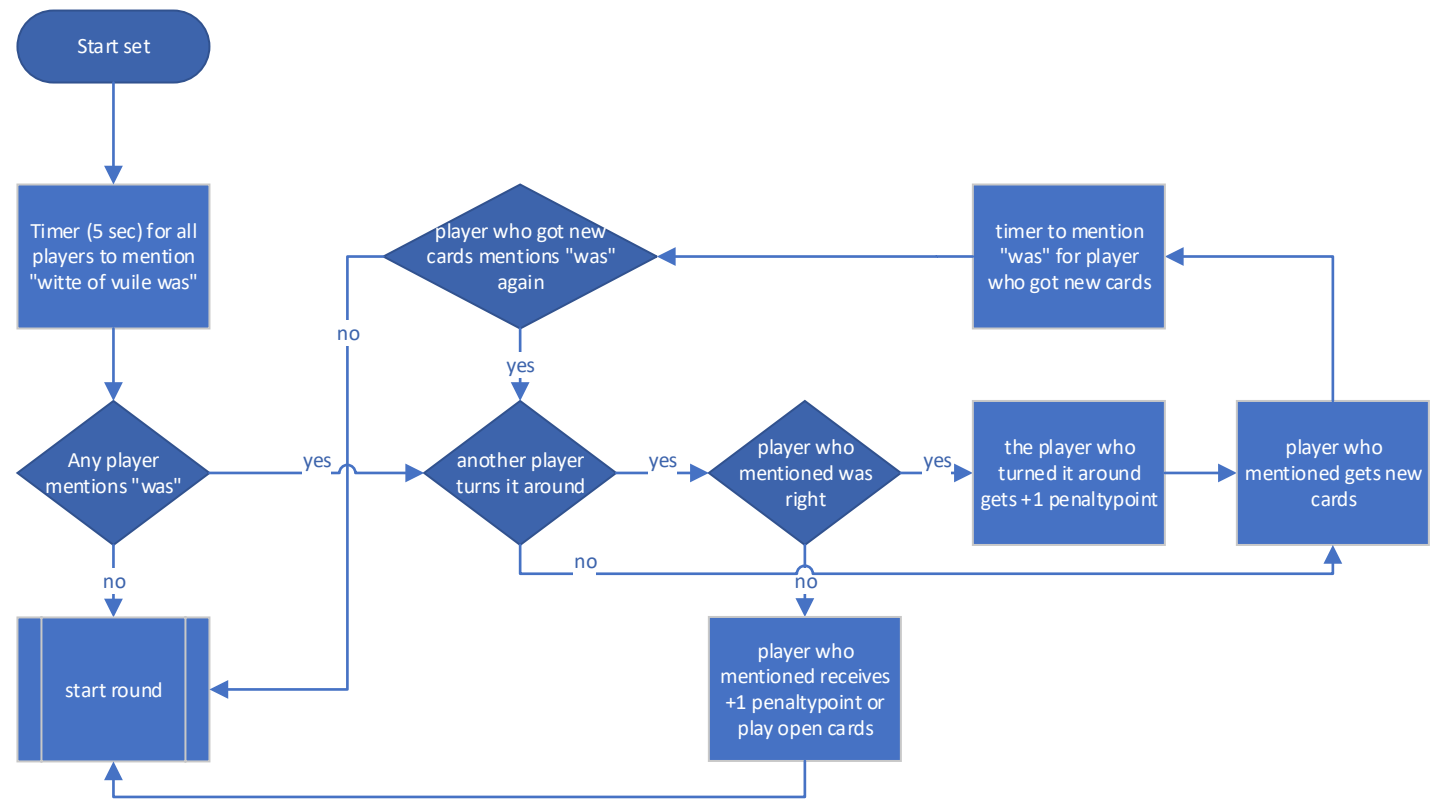 Start set
Timer (5 sec) for all
players to mention
"witte of vuile was"
player who got new
cards mentions "was"
again
timer to mention
"was" for player
who got new cards
no
yes
Any player
mentions "was"
yes
another player
turns it around
yes
player who
mentioned was
right
yes
the player who
turned it around
gets +1 penaltypoint
player who
mentioned gets new
cards
no
no
no
start round
player who
mentioned receives
+1 penaltypoint or
play open cards